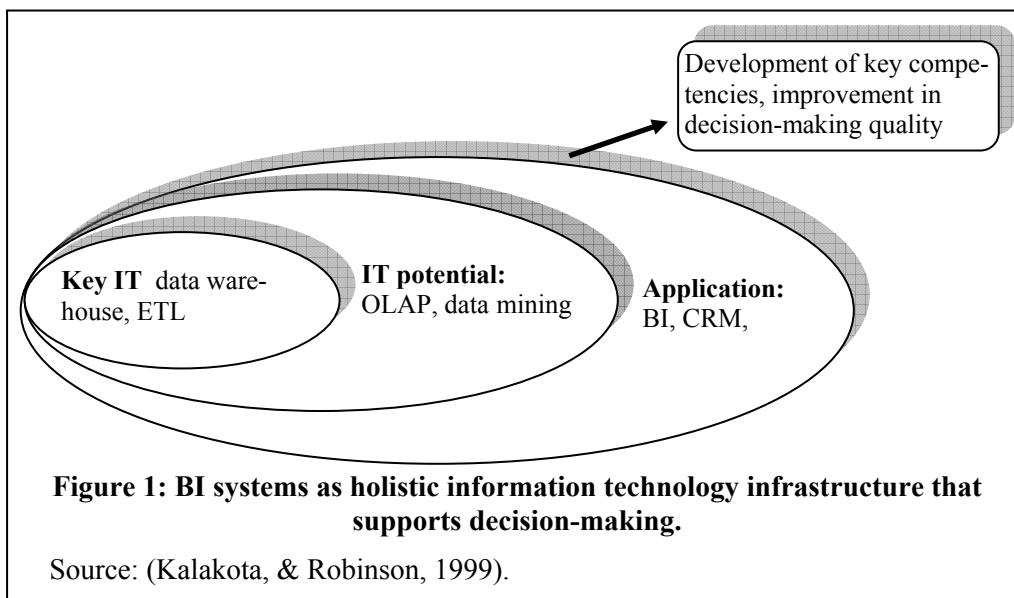 Development of key compe-
tencies, improvement in
decision-making quality
Key IT data ware-
house, ETL
IT potential:
OLAP, data mining
Application:
BI, CRM,
Figure 1: BI systems as holistic information technology infrastructure that
supports decision-making.
Source: (Kalakota, & Robinson, 1999).